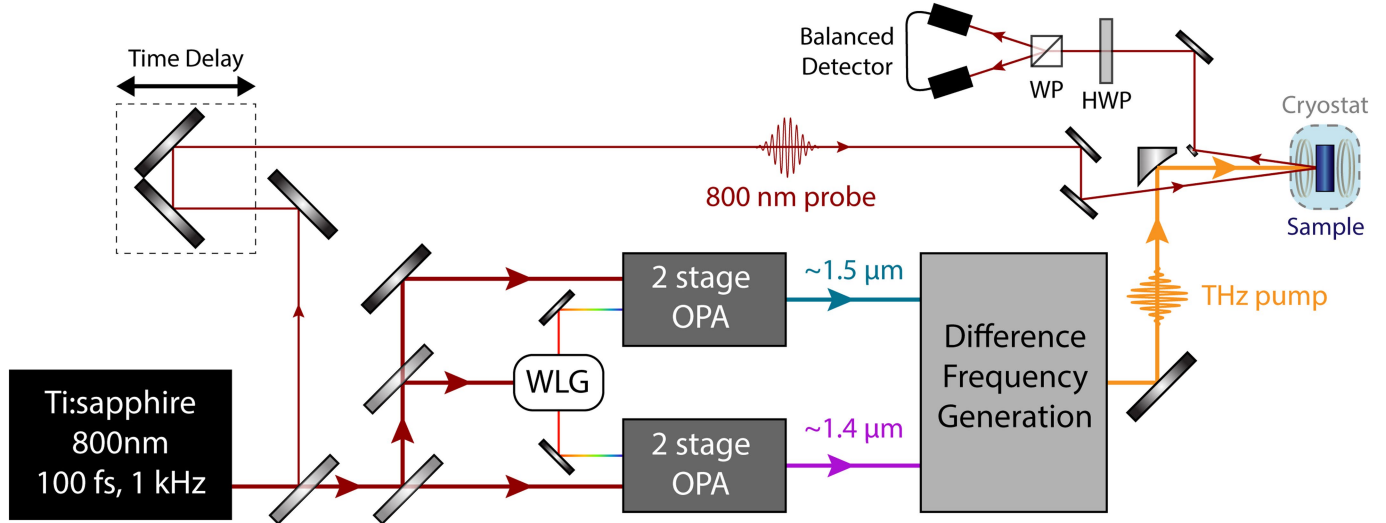 Time Delay
Balanced
Detector
WP
HWP
Cryostat
800 nm probe
Sample
2 stage
OPA
~1.5 μm
THz pump
Difference
Frequency
Generation
WLG
Ti:sapphire
800nm
100 fs, 1 kHz
~1.4 μm
2 stage
OPA